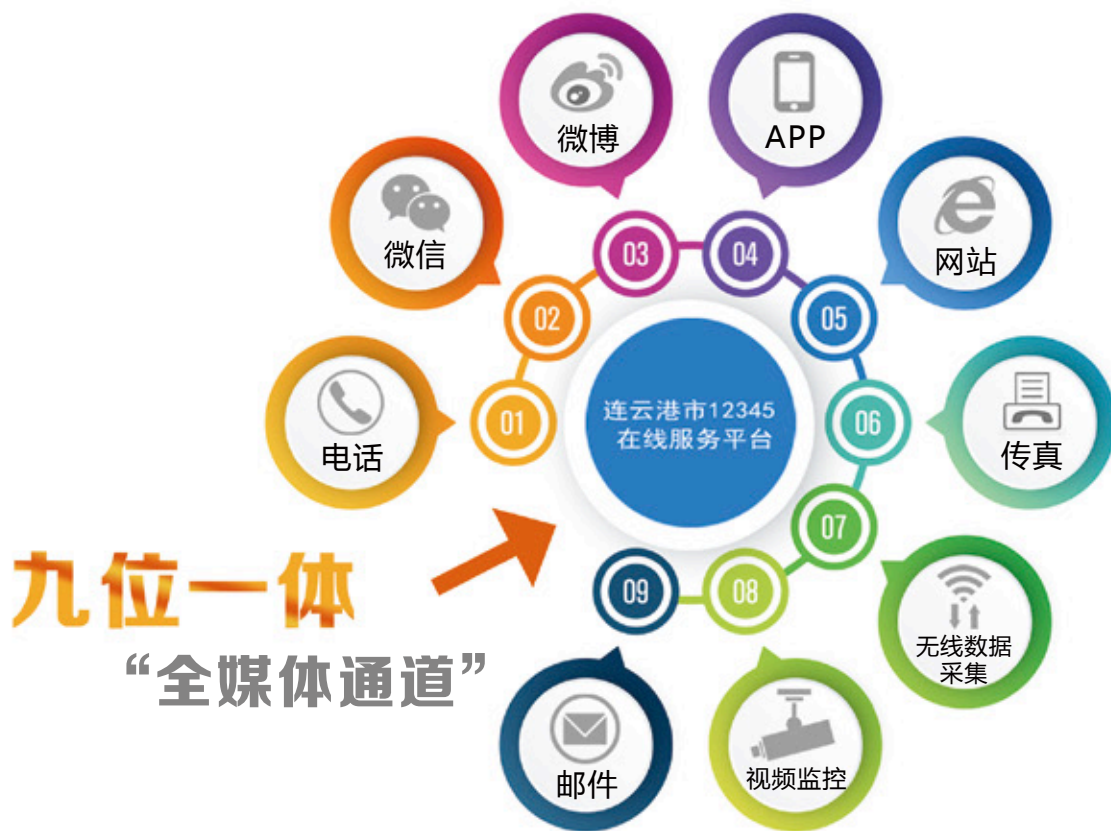 微博
APP
微信
网站
03
04
02
05
连云港市12345
在线服务平台
电话
01
06
传真
07
九位一体
09
08
无线数据
采集
“全媒体通道”
邮件
视频监控